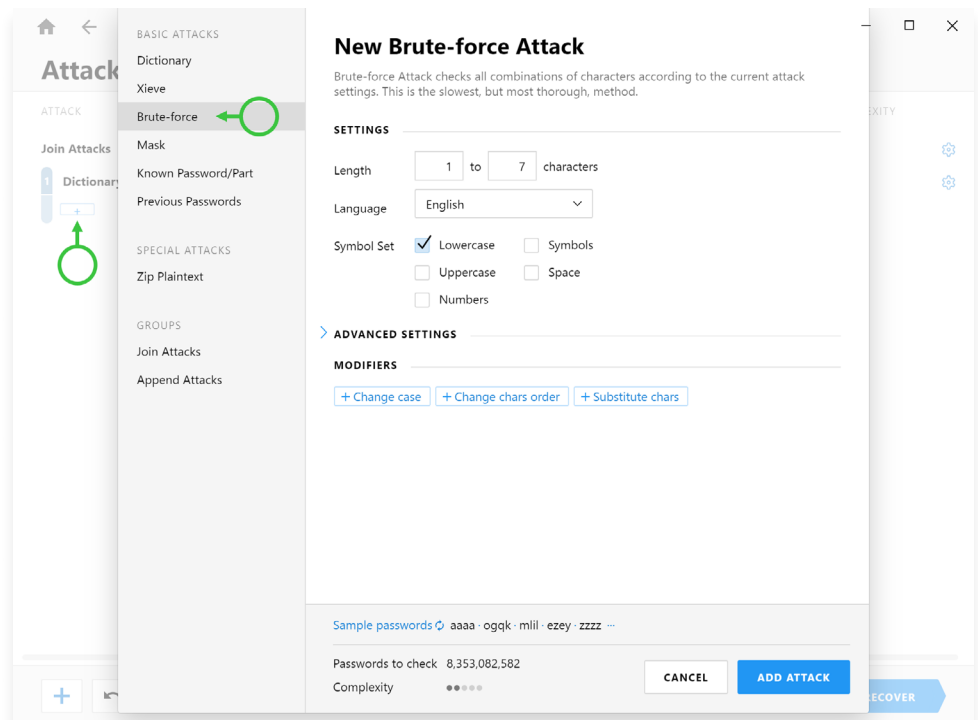 Attack
ATTACK
EXITY
Join Attacks
1 Dictionary
+
BASIC ATTACKS
Dictionary
Xieve
Brute-force
Mask
Known Password/Part
Previous Passwords
SPECIAL ATTACKS
Zip Plaintext
GROUPS
Join Attacks
Append Attacks
New Brute-force Attack
Brute-force Attack checks all combinations of characters according to the current attack
settings. This is the slowest, but most thorough, method.
SETTINGS
Length 1 to 7 characters
Language English
Symbol Set Lowercase Symbols
Uppercase Space
Numbers
ADVANCED SETTINGS
MODIFIERS
+ Change case + Change chars order + Substitute chars
Sample passwords aaaa · ogqk · mlil · ezey · zzzz ···
Passwords to check 8,353,082,582
Complexity
CANCEL ADD ATTACK
+
RECOVER